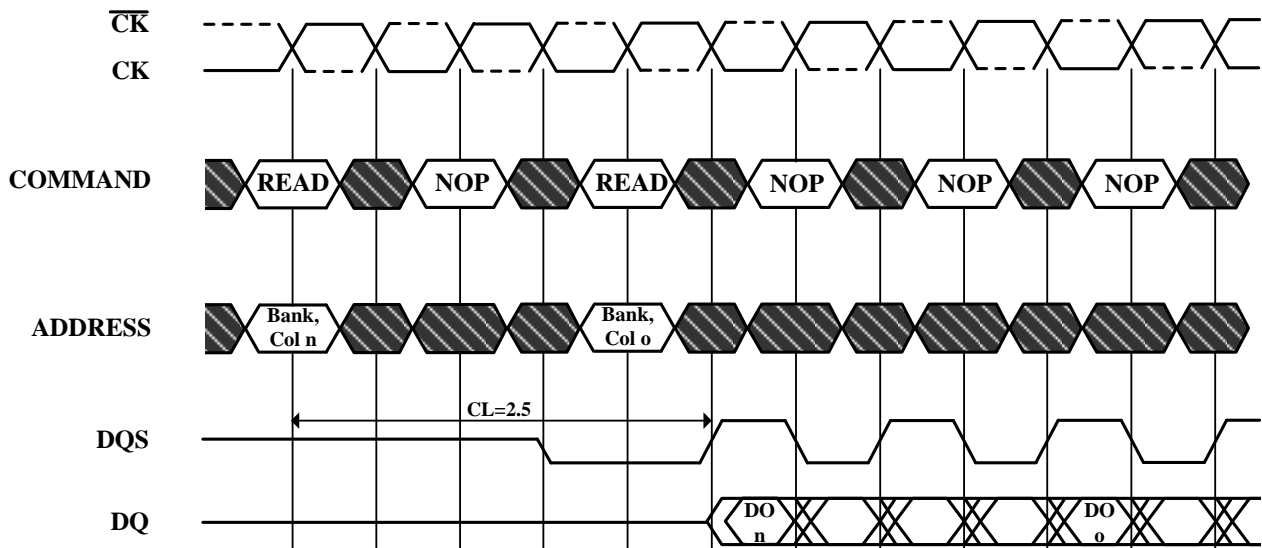 C̅K̅
CK
COMMAND
READ
NOP
READ
NOP
NOP
NOP
ADDRESS
Bank,
Col n
Bank,
Col o
CL=2.5
DQS
DQ
DO
n
DO
o